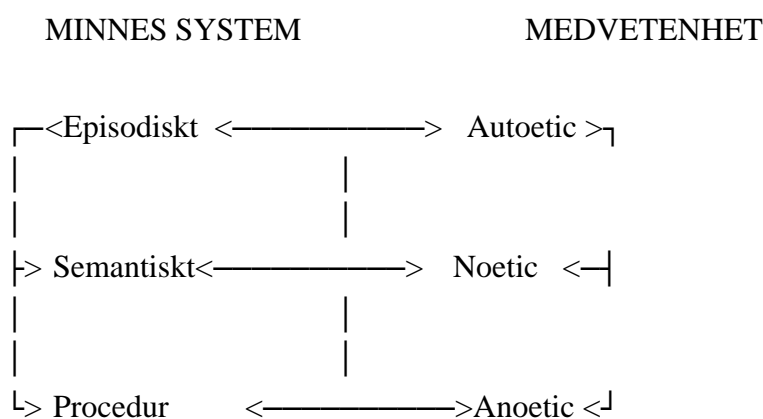 MINNES SYSTEM MEDVETENHET
<Episodiskt <──────────> Autoetic >
> Semantiskt<──────────> Noetic <
> Procedur <──────────>Anoetic <